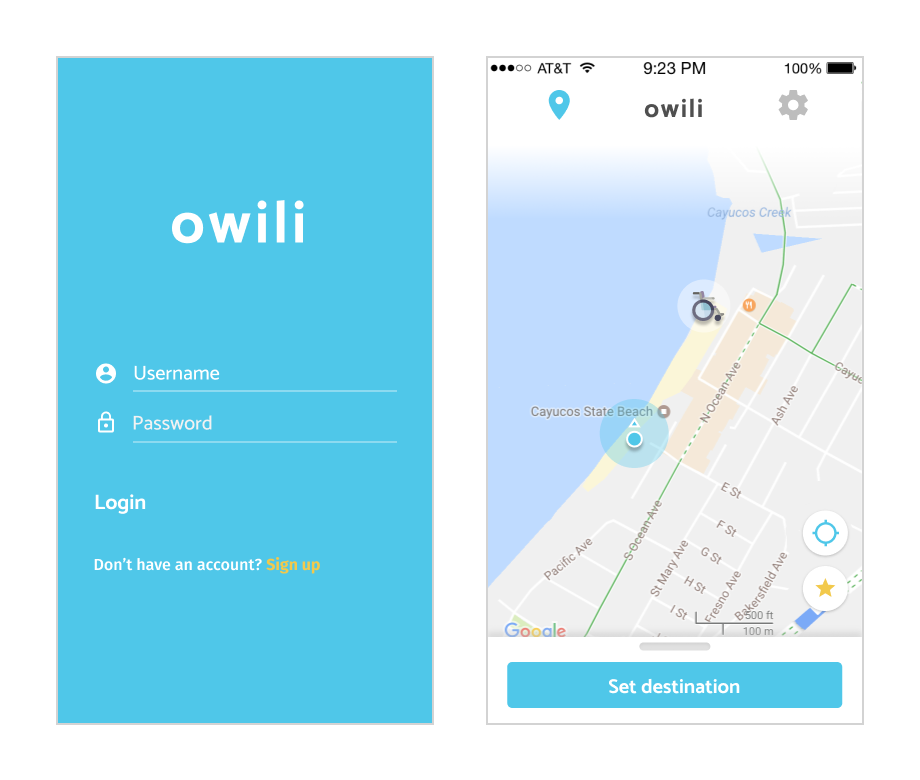 owili
Username
Password
Login
Don't have an account? Sign up
AT&T 9:23 PM 100%
owili
Cayucos Creek
Cayuc
N Ocean Ave
Ash Ave
Cayucos State Beach
E St
S Ocean Ave
F St
Pacific Ave
St Mary Ave
G St
H St
Fresno Ave
Bakersfield Ave
I St
500 ft
Google
100 m
Set destination